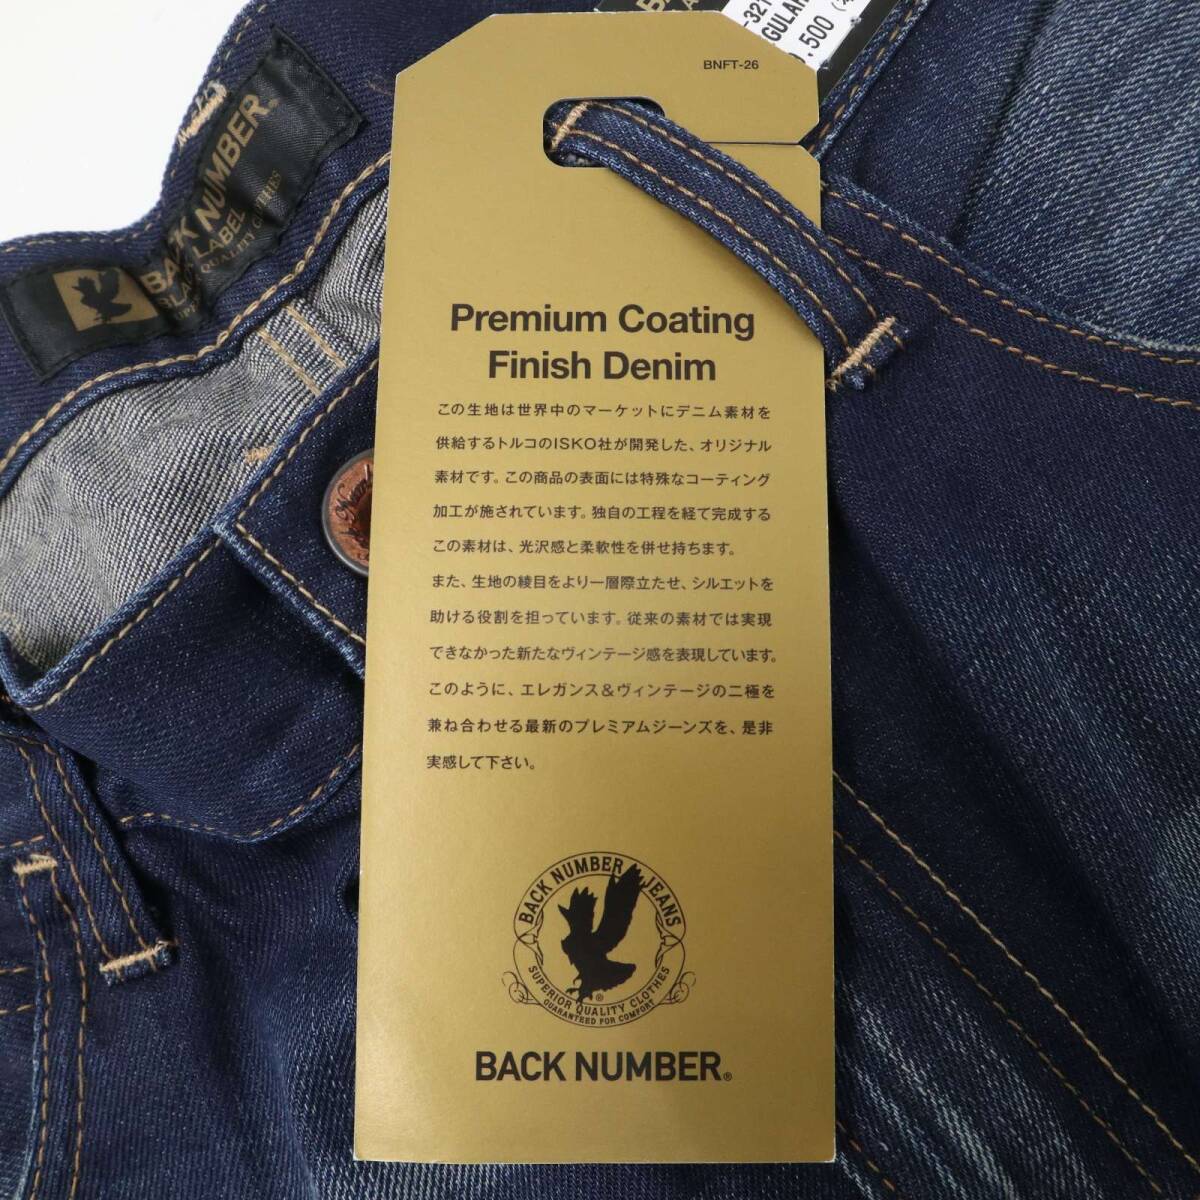 BNFT-26
Premium Coating
Finish Denim
この生地は世界中のマーケットにデニム素材を
供給するトルコのISKO社が開発した、オリジナル
素材です。この商品の表面には特殊なコーティング
加工が施されています。独自の工程を経て完成する
この素材は、光沢感と柔軟性を併せ持ちます。
また、生地の綾目をより一層際立たせ、シルエットを
助ける役割を担っています。従来の素材では実現
できなかった新たなヴィンテージ感を表現しています。
このように、エレガンス&ヴィンテージの二極を
兼ね合わせる最新のプレミアムジーンズを、是非
実感して下さい。
BACK NUMBER JEANS
SUPERIOR QUALITY CLOTHES
GUARANTEED FOR COMFORT
®
BACK NUMBER®
BACK NUMBER®
LABEL
QUALITY
,500